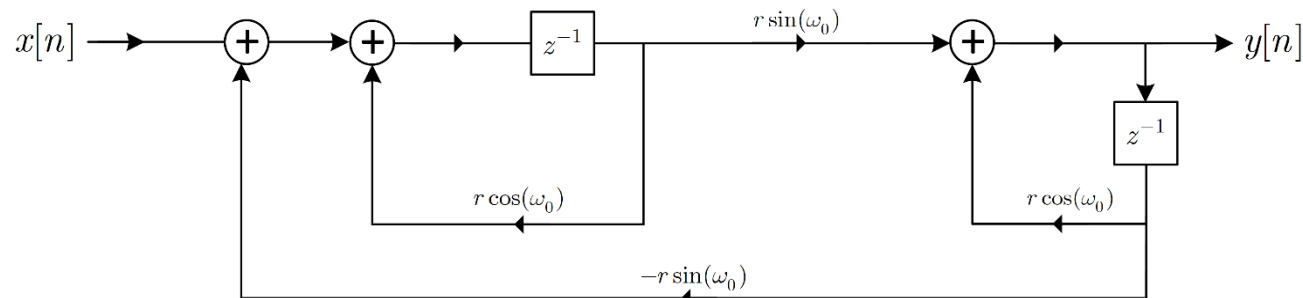 x[n]
+
+
z⁻¹
r sin(ω₀)
+
y[n]
z⁻¹
r cos(ω₀)
r cos(ω₀)
−r sin(ω₀)